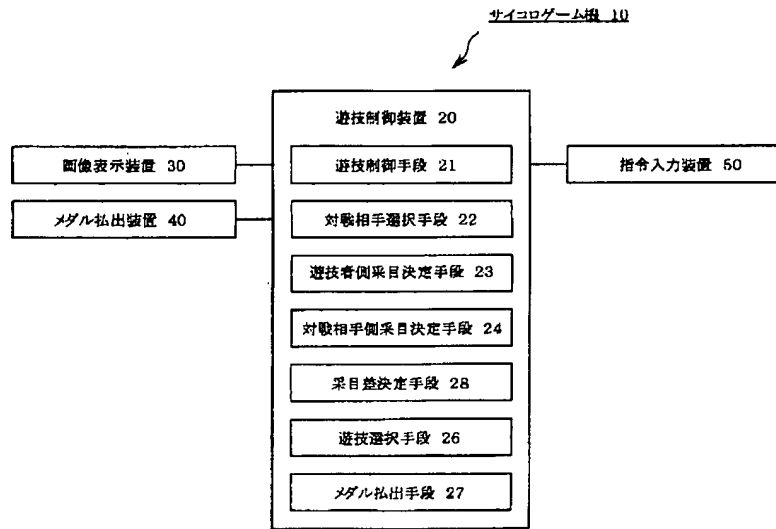 サイコロゲーム機 10
遊技制御装置 20
画像表示装置 30
遊技制御手段 21
指令入力装置 50
メダル払出装置 40
対戦相手選択手段 22
遊技者側采目決定手段 23
対戦相手側采目決定手段 24
采目差決定手段 28
遊技選択手段 26
メダル払出手段 27